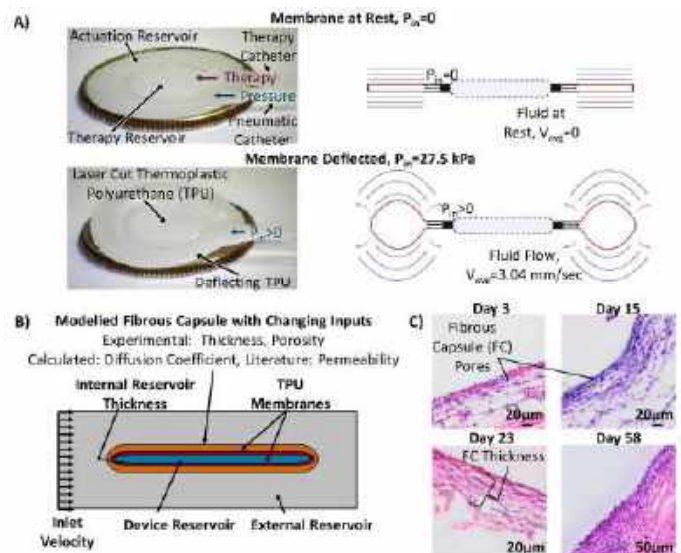 A)
Membrane at Rest, Pin=0
Actuation Reservoir
Therapy
Catheter
Therapy
Pressure
Pneumatic
Catheter
Therapy Reservoir
Pin=0
Fluid at
Rest, Vave=0
Membrane Deflected, Pin=27.5 kPa
Laser Cut Thermoplastic
Polyurethane (TPU)
Pin>0
Deflecting TPU
Pin>0
Fluid Flow,
Vave=3.04 mm/sec
B)
Modelled Fibrous Capsule with Changing Inputs
Experimental: Thickness, Porosity
Calculated: Diffusion Coefficient, Literature: Permeability
Internal Reservoir
Thickness
TPU
Membranes
Inlet
Velocity
Device Reservoir
External Reservoir
C)
Day 3
Day 15
Fibrous
Capsule (FC)
Pores
20μm
20μm
Day 23
Day 58
FC Thickness
20μm
50μm